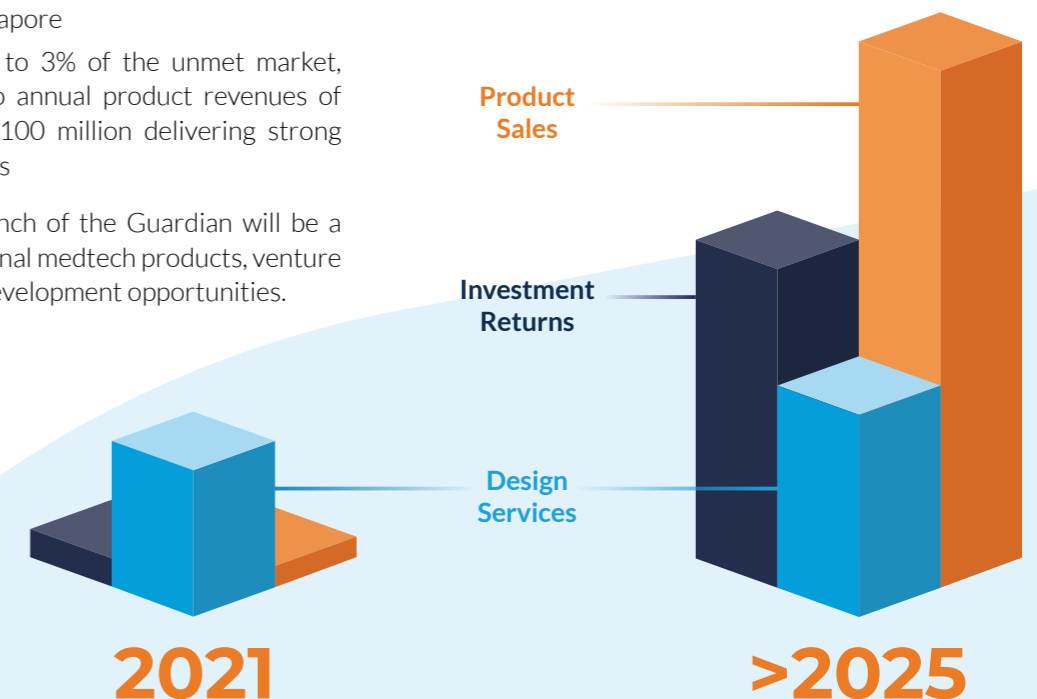 apore
to 3% of the unmet market,
o annual product revenues of
100 million delivering strong
s
nch of the Guardian will be a
nal medtech products, venture
evelopment opportunities.
Product
Sales
Investment
Returns
Design
Services
2021
>2025